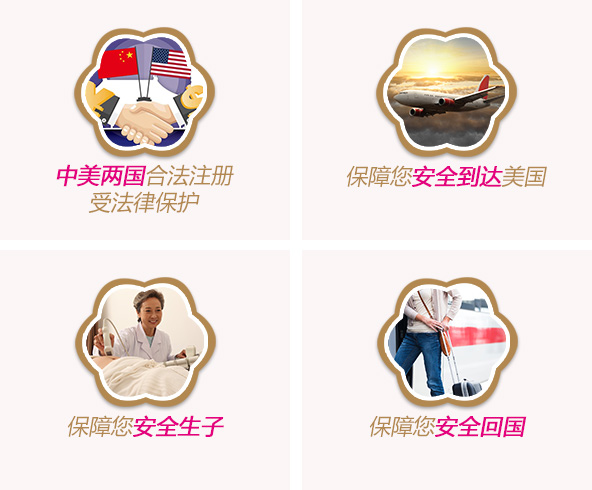 中美两国合法注册
受法律保护
保障您安全到达美国
保障您安全生子
保障您安全回国